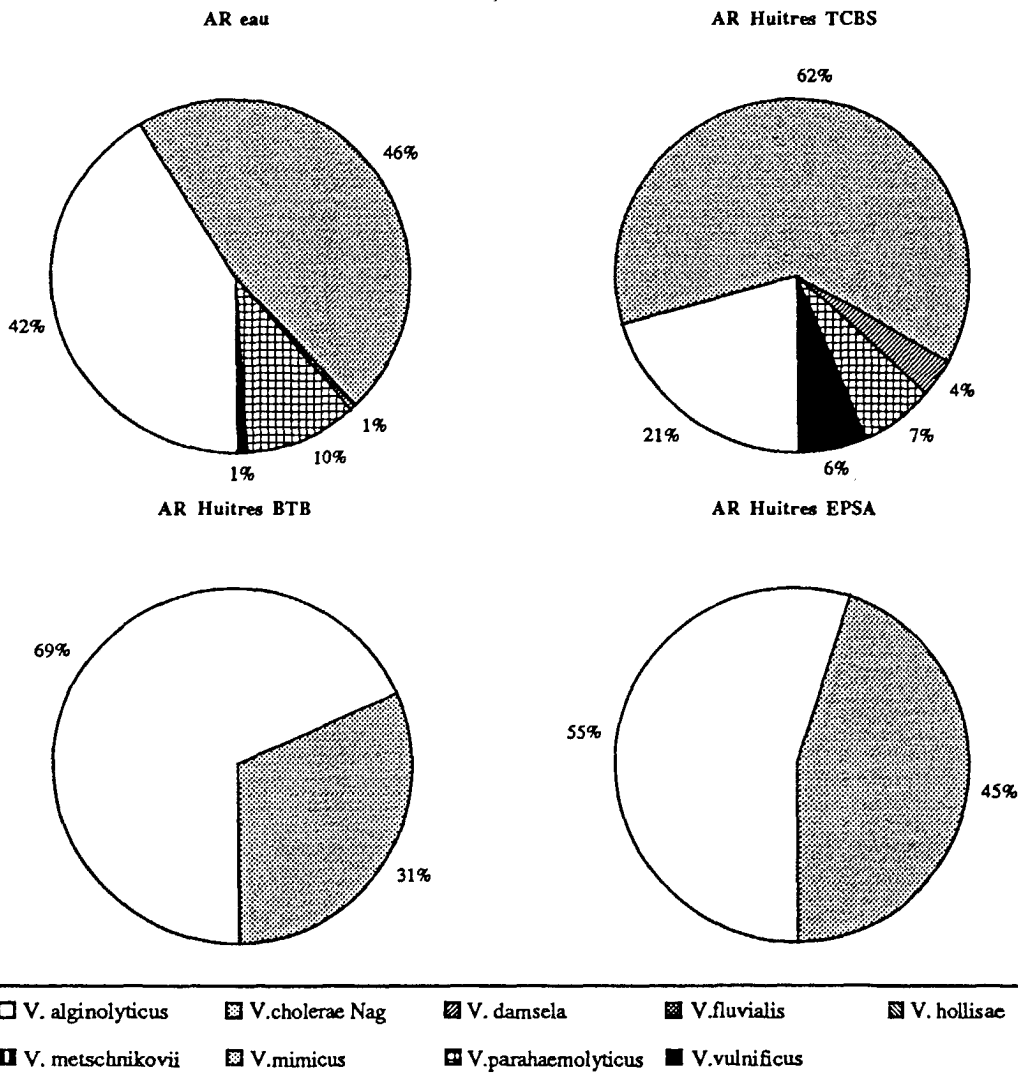 AR eau
AR Huitres TCBS
62%
46%
42%
4%
1%
7%
21%
10%
6%
1%
AR Huitres BTB
AR Huitres EPSA
69%
55%
45%
31%
V. alginolyticus V.cholerae Nag V. damsela V.fluvialis V. hollisae
V. metschnikovii V.mimicus V.parahaemolyticus V.vulnificus